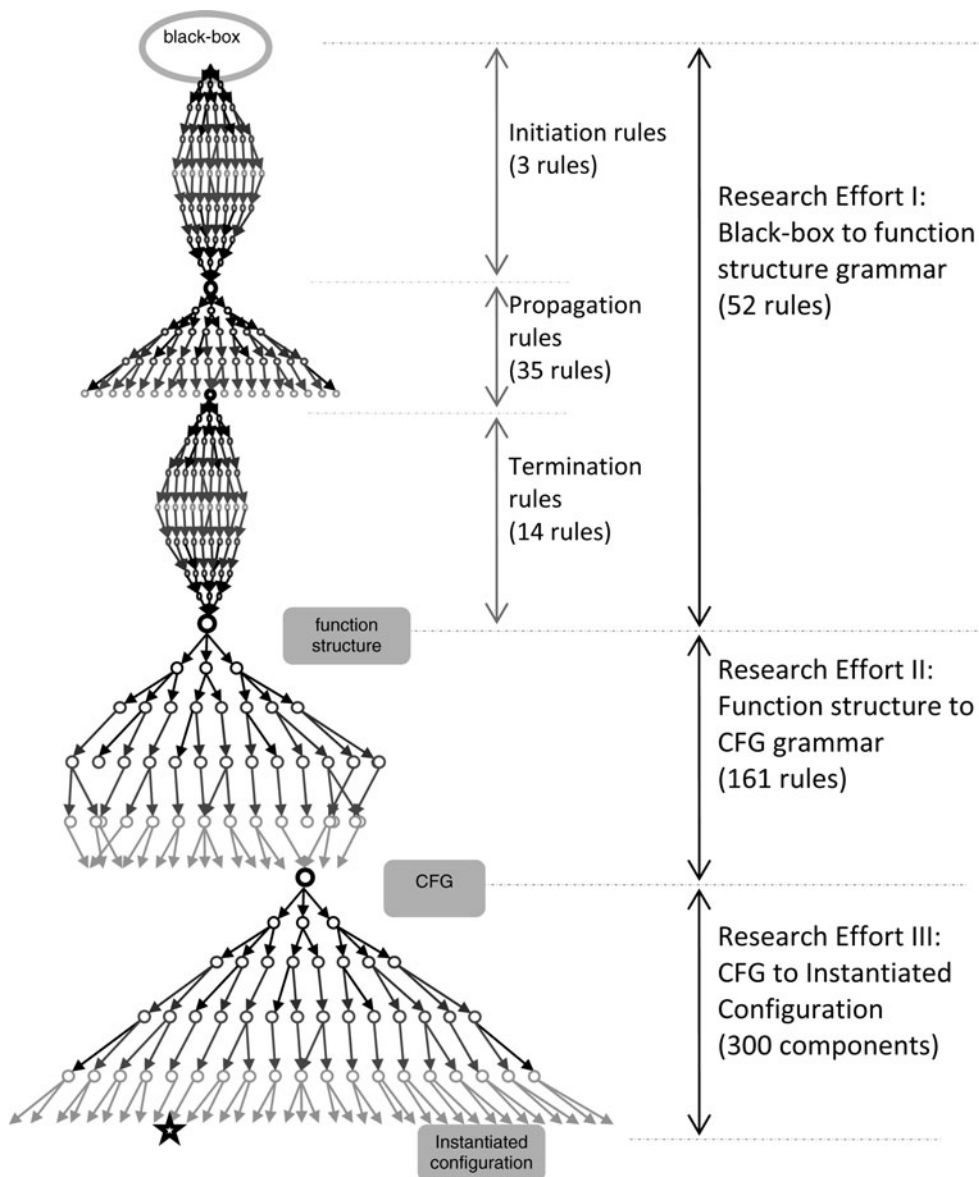 black-box
Initiation rules
(3 rules)
Research Effort I:
Black-box to function
structure grammar
(52 rules)
Propagation
rules
(35 rules)
Termination
rules
(14 rules)
function
structure
Research Effort II:
Function structure to
CFG grammar
(161 rules)
CFG
Research Effort III:
CFG to Instantiated
Configuration
(300 components)
Instantiated
configuration